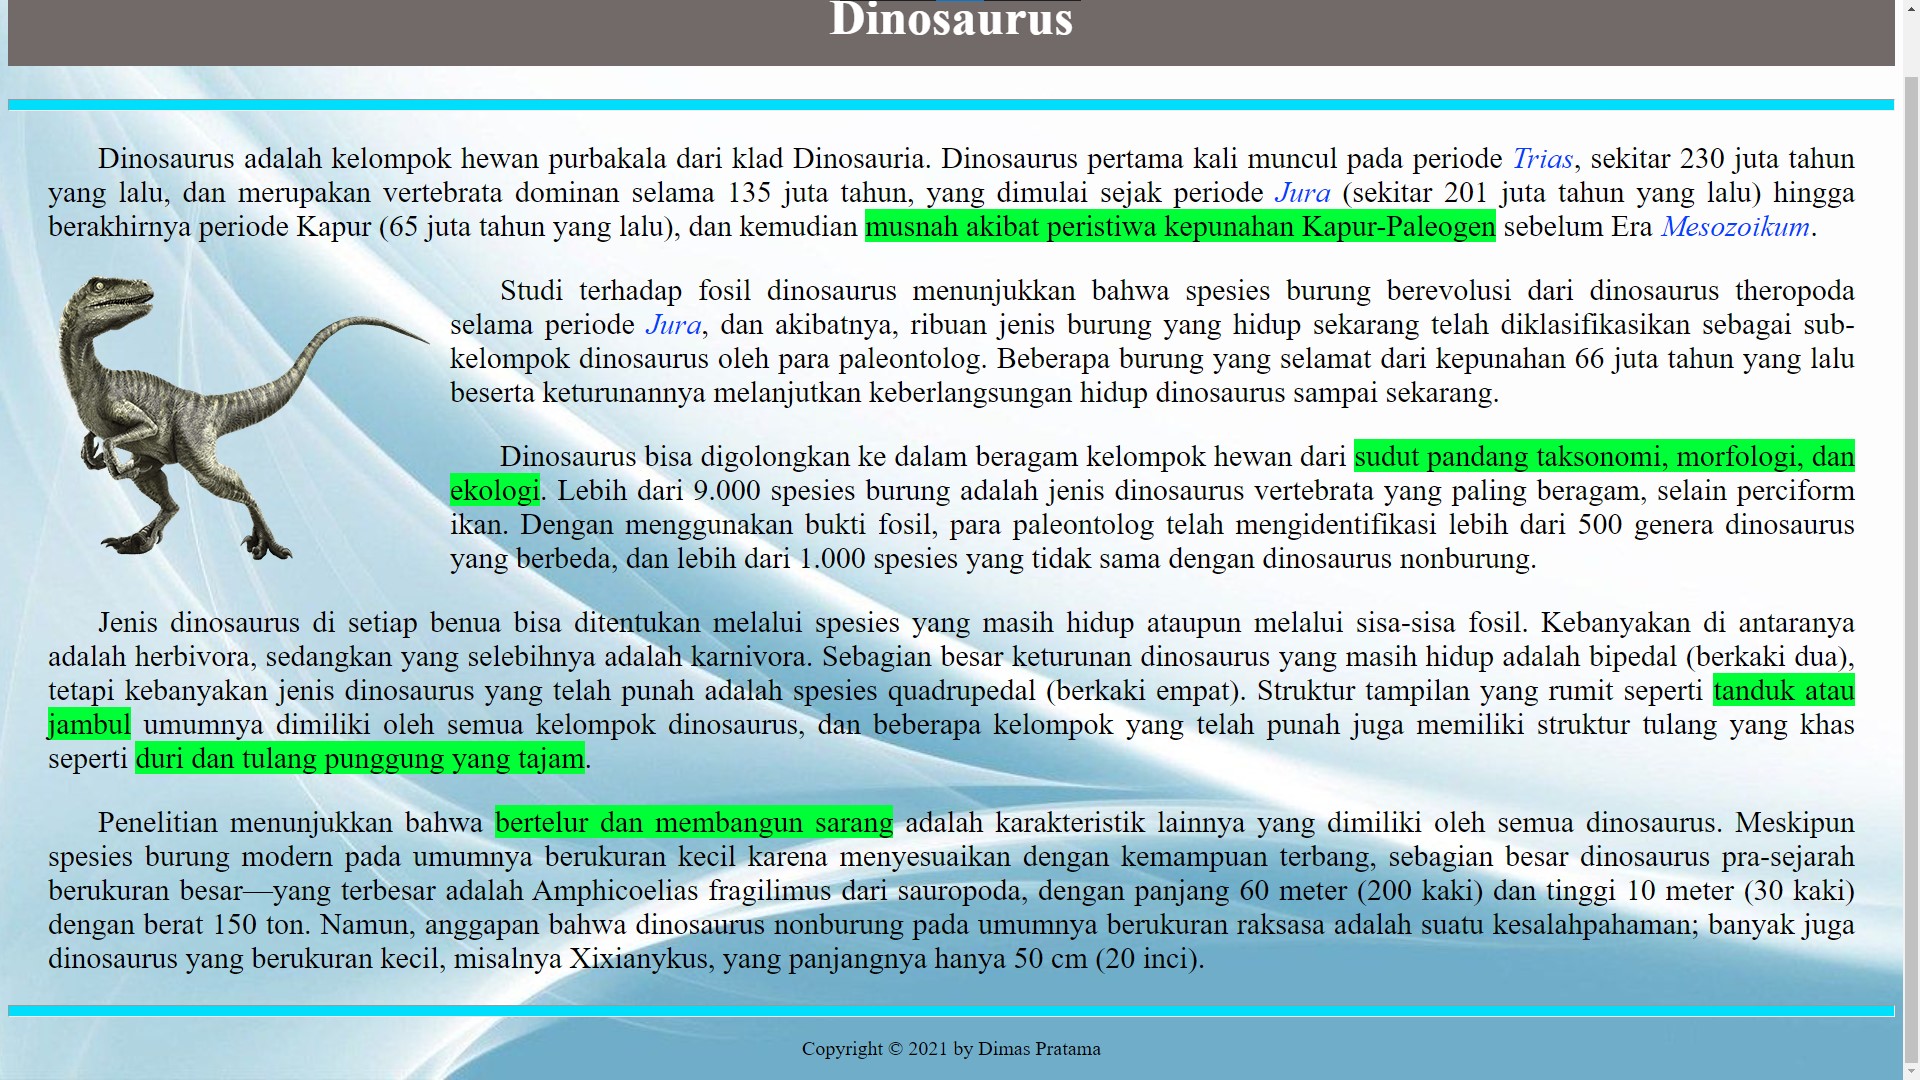 Dinosaurus
Dinosaurus adalah kelompok hewan purbakala dari klad Dinosauria. Dinosaurus pertama kali muncul pada periode Trias, sekitar 230 juta tahun
yang lalu, dan merupakan vertebrata dominan selama 135 juta tahun, yang dimulai sejak periode Jura (sekitar 201 juta tahun yang lalu) hingga
berakhirnya periode Kapur (65 juta tahun yang lalu), dan kemudian musnah akibat peristiwa kepunahan Kapur-Paleogen sebelum Era Mesozoikum.
Studi terhadap fosil dinosaurus menunjukkan bahwa spesies burung berevolusi dari dinosaurus theropoda
selama periode Jura, dan akibatnya, ribuan jenis burung yang hidup sekarang telah diklasifikasikan sebagai sub-
kelompok dinosaurus oleh para paleontolog. Beberapa burung yang selamat dari kepunahan 66 juta tahun yang lalu
beserta keturunannya melanjutkan keberlangsungan hidup dinosaurus sampai sekarang.
Dinosaurus bisa digolongkan ke dalam beragam kelompok hewan dari sudut pandang taksonomi, morfologi, dan
ekologi. Lebih dari 9.000 spesies burung adalah jenis dinosaurus vertebrata yang paling beragam, selain perciform
ikan. Dengan menggunakan bukti fosil, para paleontolog telah mengidentifikasi lebih dari 500 genera dinosaurus
yang berbeda, dan lebih dari 1.000 spesies yang tidak sama dengan dinosaurus nonburung.
Jenis dinosaurus di setiap benua bisa ditentukan melalui spesies yang masih hidup ataupun melalui sisa-sisa fosil. Kebanyakan di antaranya
adalah herbivora, sedangkan yang selebihnya adalah karnivora. Sebagian besar keturunan dinosaurus yang masih hidup adalah bipedal (berkaki dua),
tetapi kebanyakan jenis dinosaurus yang telah punah adalah spesies quadrupedal (berkaki empat). Struktur tampilan yang rumit seperti tanduk atau
jambul umumnya dimiliki oleh semua kelompok dinosaurus, dan beberapa kelompok yang telah punah juga memiliki struktur tulang yang khas
seperti duri dan tulang punggung yang tajam.
Penelitian menunjukkan bahwa bertelur dan membangun sarang adalah karakteristik lainnya yang dimiliki oleh semua dinosaurus. Meskipun
spesies burung modern pada umumnya berukuran kecil karena menyesuaikan dengan kemampuan terbang, sebagian besar dinosaurus pra-sejarah
berukuran besar—yang terbesar adalah Amphicoelias fragilimus dari sauropoda, dengan panjang 60 meter (200 kaki) dan tinggi 10 meter (30 kaki)
dengan berat 150 ton. Namun, anggapan bahwa dinosaurus nonburung pada umumnya berukuran raksasa adalah suatu kesalahpahaman; banyak juga
dinosaurus yang berukuran kecil, misalnya Xixianykus, yang panjangnya hanya 50 cm (20 inci).
Copyright © 2021 by Dimas Pratama